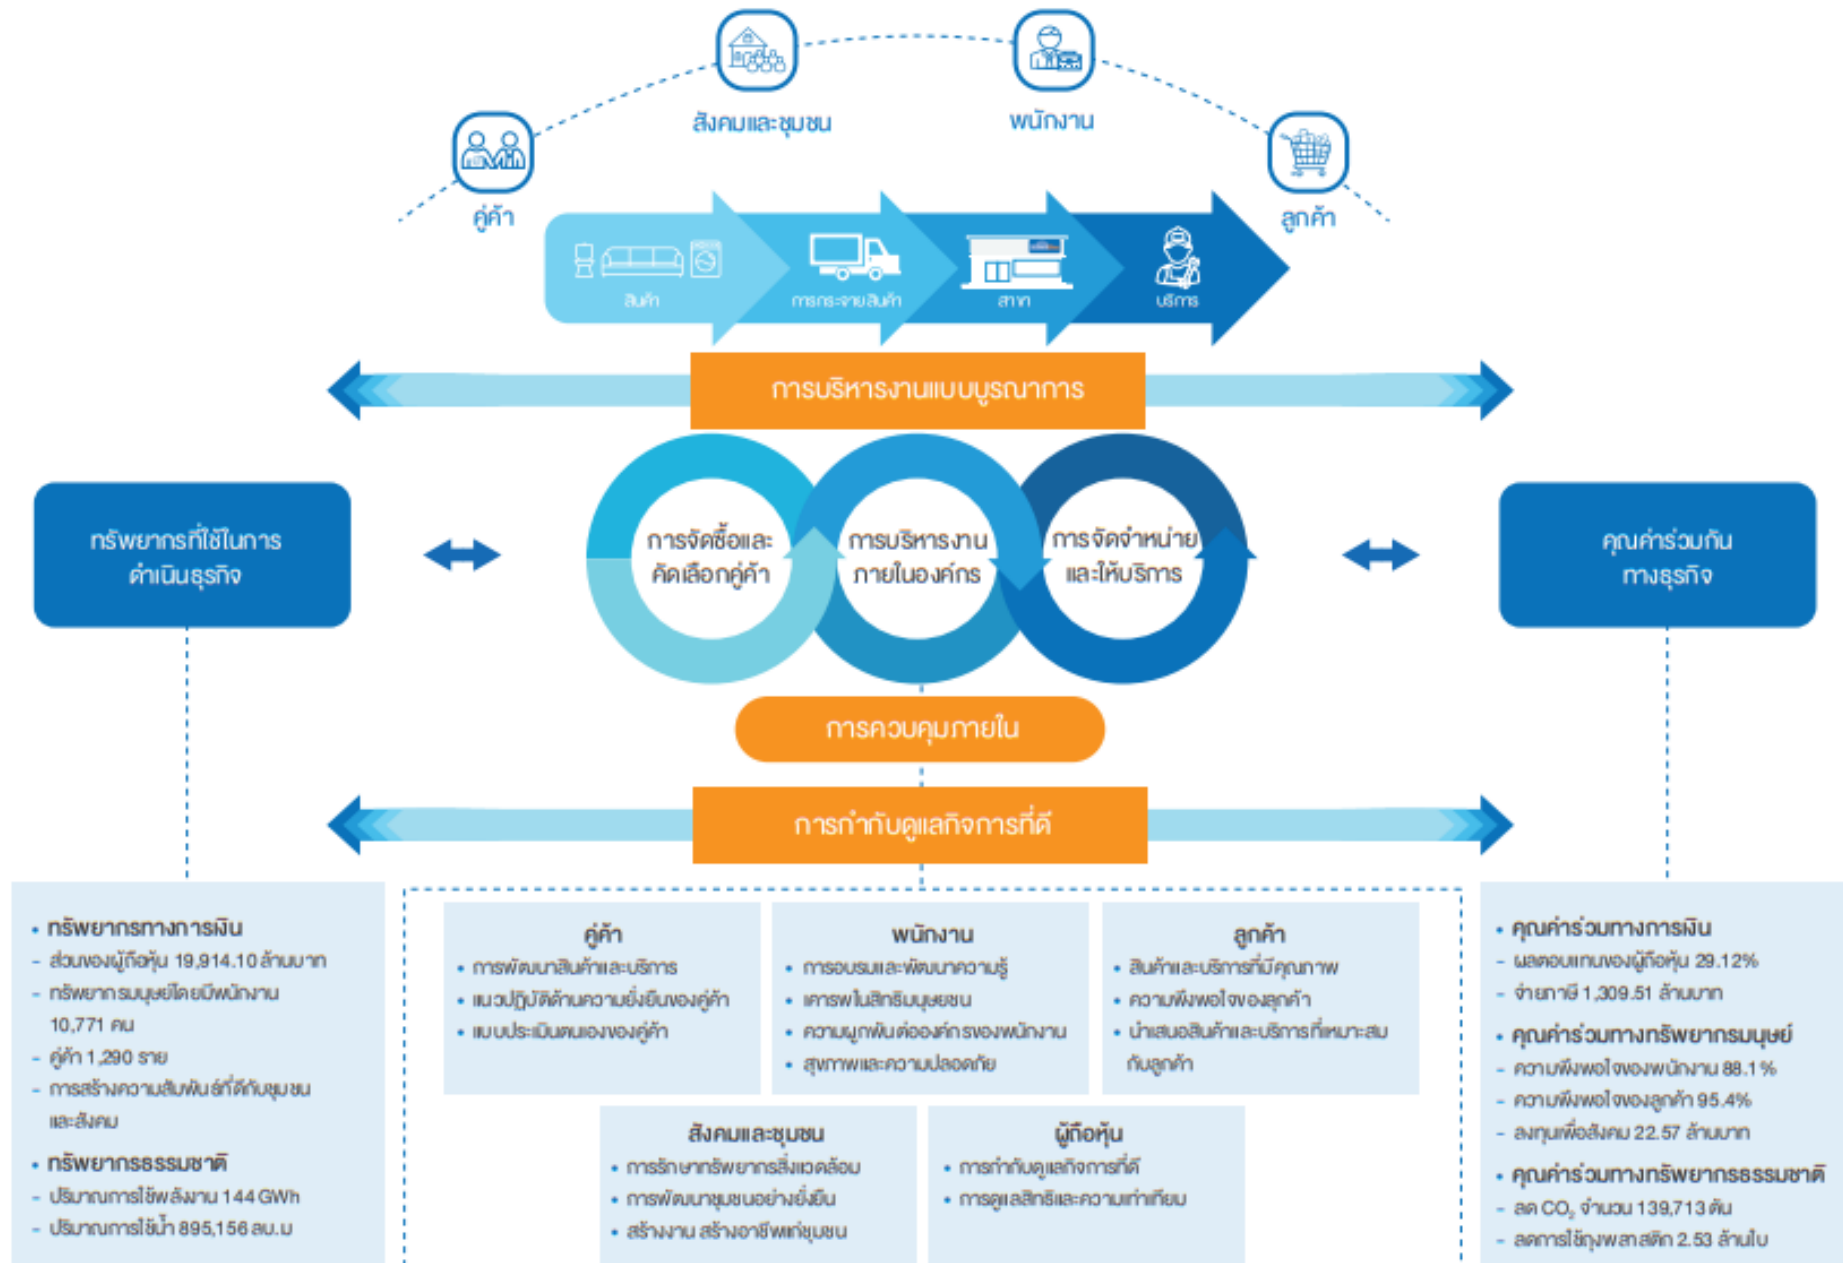 สังคมและชุมชน
พนักงาน
คู่ค้า
ลูกค้า
สินค้า
การกระจายสินค้า
สาขา
บริการ
การบริหารงานแบบบูรณาการ
ทรัพยากรที่ใช้ในการ
ดำเนินธุรกิจ
การจัดซื้อและ
คัดเลือกคู่ค้า
การบริหารงาน
ภายในองค์กร
การจัดจำหน่าย
และให้บริการ
คุณค่าร่วมกัน
ทางธุรกิจ
การควบคุมภายใน
การกำกับดูแลกิจการที่ดี
• ทรัพยากรทางการเงิน
- ส่วนของผู้ถือหุ้น 19,914.10 ล้านบาท
- ทรัพยากรมนุษย์โดยมีพนักงาน
10,771 คน
- คู่ค้า 1,290 ราย
- การสร้างความสัมพันธ์ที่ดีกับชุมชน
และสังคม
• ทรัพยากรธรรมชาติ
- ปริมาณการใช้พลังงาน 144 GWh
- ปริมาณการใช้น้ำ 895,156 ลบ.ม
คู่ค้า
• การพัฒนาสินค้าและบริการ
• แนวปฏิบัติด้านความยั่งยืนของคู่ค้า
• แบบประเมินตนเองของคู่ค้า
พนักงาน
• การอบรมและพัฒนาความรู้
• เคารพในสิทธิมนุษยชน
• ความผูกพันต่อองค์กรของพนักงาน
• สุขภาพและความปลอดภัย
ลูกค้า
• สินค้าและบริการที่มีคุณภาพ
• ความพึงพอใจของลูกค้า
• นำเสนอสินค้าและบริการที่เหมาะสม
กับลูกค้า
สังคมและชุมชน
• การรักษาทรัพยากรสิ่งแวดล้อม
• การพัฒนาชุมชนอย่างยั่งยืน
• สร้างงาน สร้างอาชีพแก่ชุมชน
ผู้ถือหุ้น
• การกำกับดูแลกิจการที่ดี
• การดูแลสิทธิและความเท่าเทียม
• คุณค่าร่วมทางการเงิน
- ผลตอบแทนของผู้ถือหุ้น 29.12%
- จ่ายภาษี 1,309.51 ล้านบาท
• คุณค่าร่วมทางทรัพยากรมนุษย์
- ความพึงพอใจของพนักงาน 88.1%
- ความพึงพอใจของลูกค้า 95.4%
- ลงทุนเพื่อสังคม 22.57 ล้านบาท
• คุณค่าร่วมทางทรัพยากรธรรมชาติ
- ลด CO₂ จำนวน 139,713 ตัน
- ลดการใช้ถุงพลาสติก 2.53 ล้านใบ